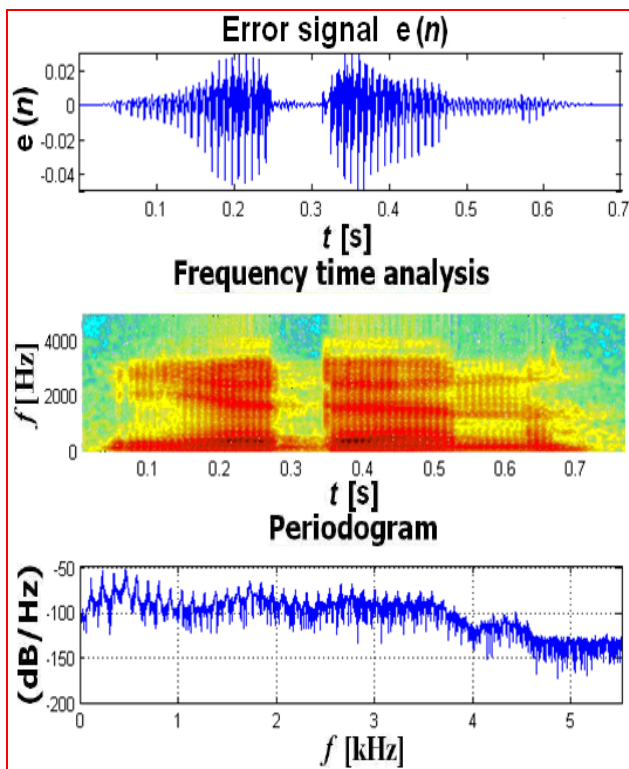 Error signal e(n)
0.02
0
-0.02
-0.04
e(n)
0.1 0.2 0.3 0.4 0.5 0.6 0.7
t [s]
Frequency time analysis
4000
2000
0
f [Hz]
0.1 0.2 0.3 0.4 0.5 0.6
t [s]
Periodogram
-50
-100
-150
-200
(dB/Hz)
0 1 2 3 4 5
f [kHz]